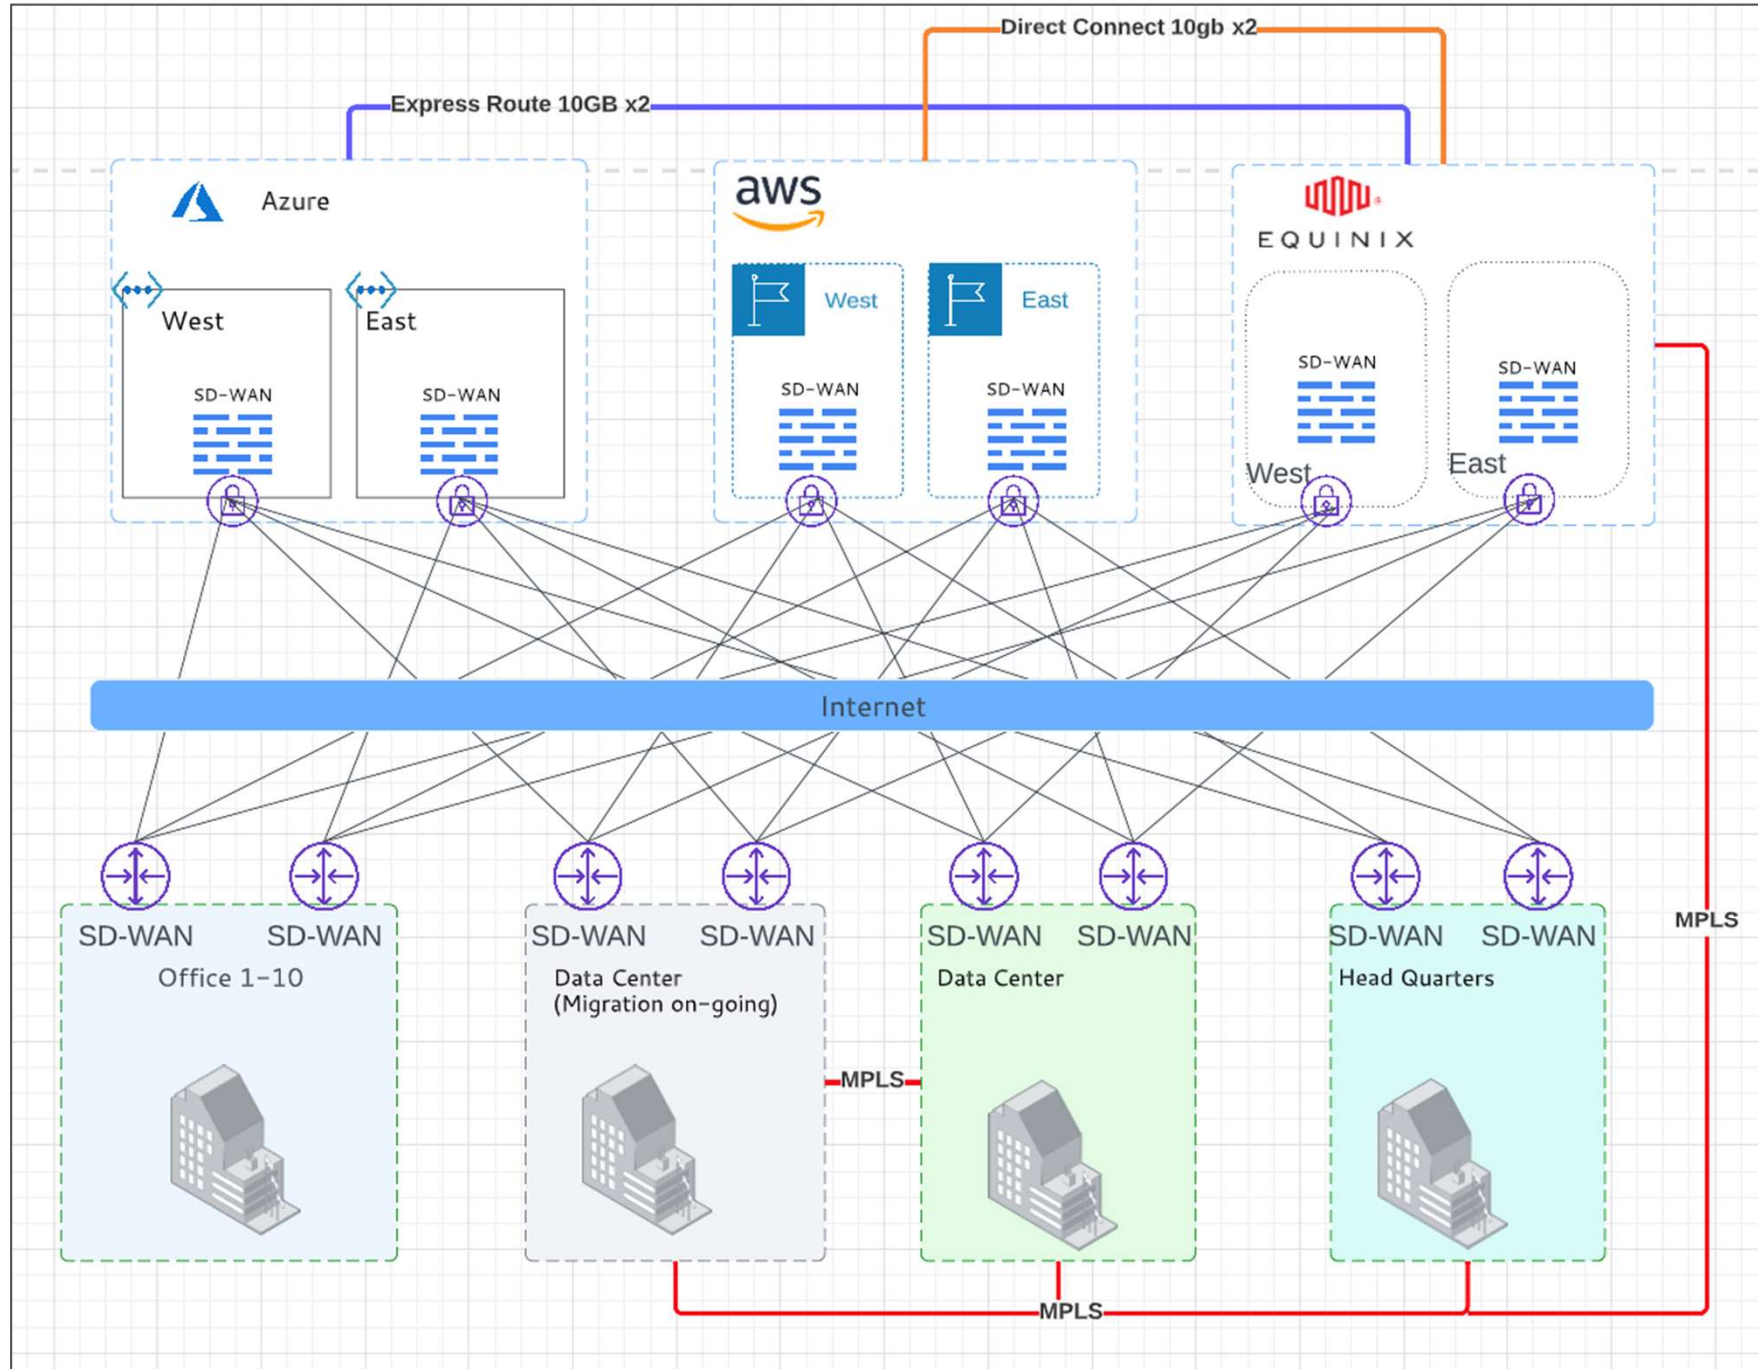 Direct Connect 10gb x2
Express Route 10GB x2
Azure
aws
EQUINIX
West
East
West
East
SD-WAN
SD-WAN
SD-WAN
SD-WAN
SD-WAN
SD-WAN
West
East
Internet
MPLS
SD-WAN
SD-WAN
SD-WAN
SD-WAN
SD-WAN
SD-WAN
SD-WAN
SD-WAN
Office 1-10
Data Center
(Migration on-going)
Data Center
Head Quarters
MPLS
MPLS